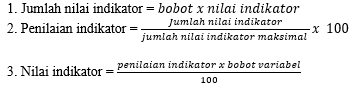 1. Jumlah nilai indikator = bobot x nilai indikator
2. Penilaian indikator = Jumlah nilai indikator / jumlah nilai indikator maksimal x 100
3. Nilai indikator = penilaian indikator x bobot variabel / 100